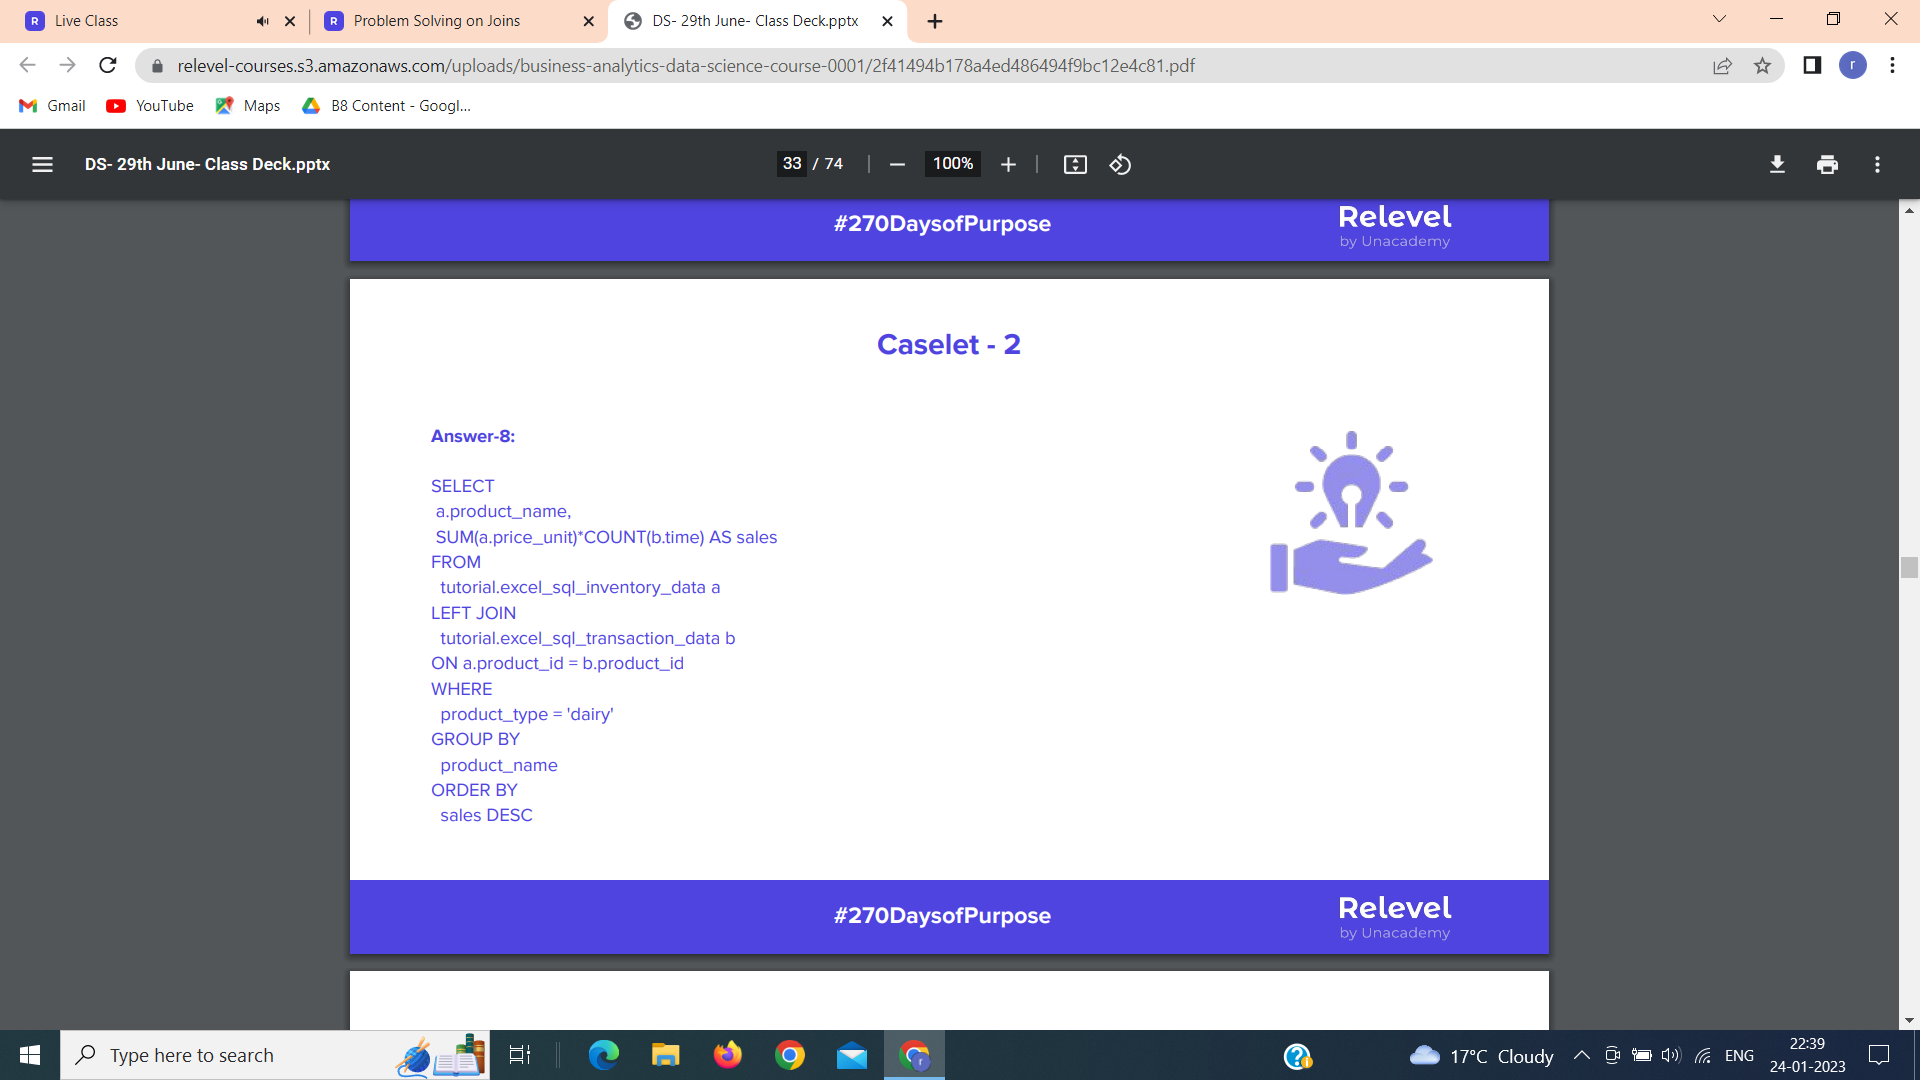 Live Class
Problem Solving on Joins
DS- 29th June- Class Deck.pptx
relevel-courses.s3.amazonaws.com/uploads/business-analytics-data-science-course-0001/2f41494b178a4ed486494f9bc12e4c81.pdf
r
Gmail
YouTube
Maps
B8 Content - Googl...
DS- 29th June- Class Deck.pptx
33 / 74
100%
#270DaysofPurpose
Relevel
by Unacademy
Caselet - 2
Answer-8:
SELECT
a.product_name,
SUM(a.price_unit)*COUNT(b.time) AS sales
FROM
tutorial.excel_sql_inventory_data a
LEFT JOIN
tutorial.excel_sql_transaction_data b
ON a.product_id = b.product_id
WHERE
product_type = 'dairy'
GROUP BY
product_name
ORDER BY
sales DESC
#270DaysofPurpose
Relevel
by Unacademy
Type here to search
17°C Cloudy
ENG
22:39
24-01-2023